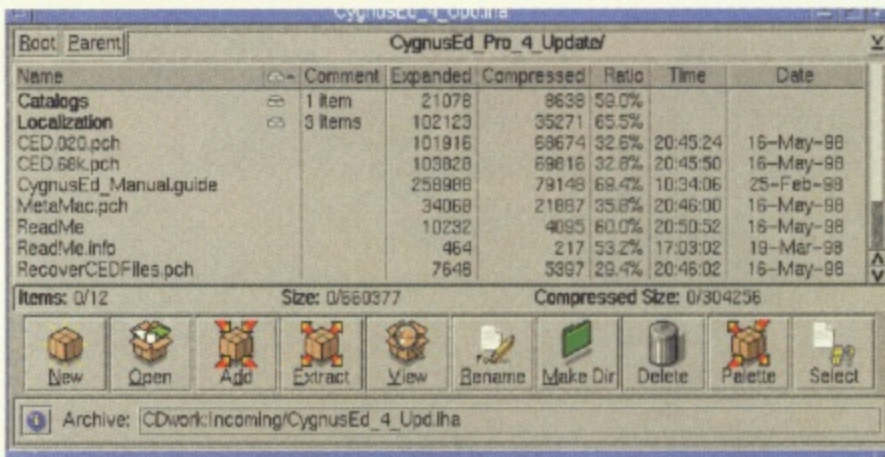 CygnusEd_4_Upd.lha
Root Parent CygnusEd_Pro_4_Update/
Name Comment Expanded Compressed Ratio Time Date
Catalogs 1 item 21078 8638 59.0%
Localization 3 items 102123 35271 65.5%
CED.020.pch 101916 68674 32.6% 20:45:24 16-May-98
CED.68k.pch 103828 69816 32.8% 20:45:50 16-May-98
CygnusEd_Manual.guide 258988 79148 69.4% 10:34:06 25-Feb-98
MetaMac.pch 34068 21887 35.8% 20:46:00 16-May-98
ReadMe 10232 4095 60.0% 20:50:52 16-May-98
ReadMe.info 464 217 53.2% 17:03:02 19-Mar-98
RecoverCEDFiles.pch 7648 5397 29.4% 20:46:02 16-May-98
Items: 0/12 Size: 0/660377 Compressed Size: 0/304256
New Open Add Extract View Rename Make Dir Delete Palette Select
Archive: CDwork:Incoming/CygnusEd_4_Upd.lha